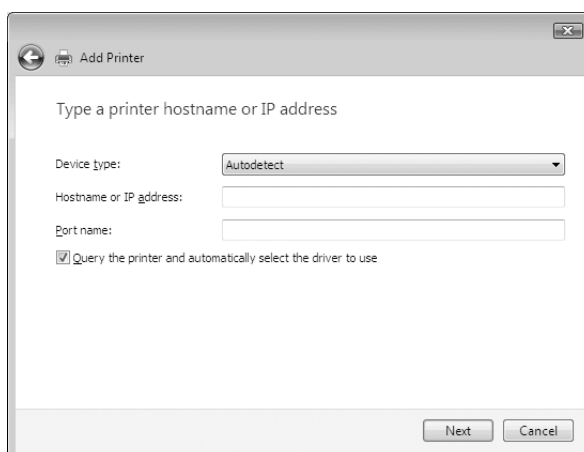 Add Printer
Type a printer hostname or IP address
Device type: Autodetect
Hostname or IP address:
Port name:
Query the printer and automatically select the driver to use
Next Cancel